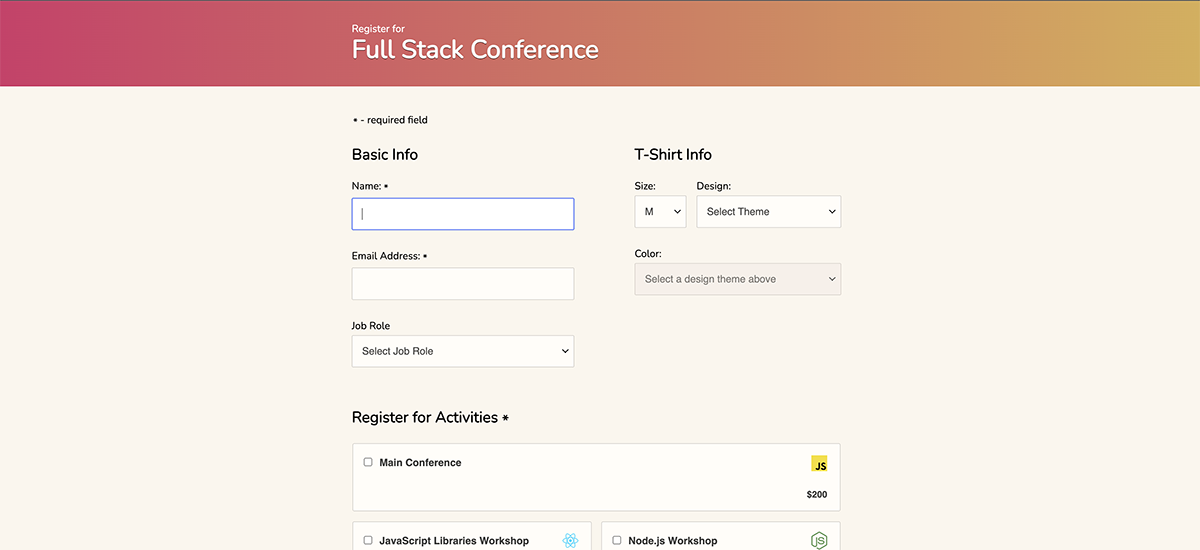 Register for
Full Stack Conference
* - required field
Basic Info
Name: *
Email Address: *
Job Role
Select Job Role
T-Shirt Info
Size:
Design:
M
Select Theme
Color:
Select a design theme above
Register for Activities *
Main Conference
JS
$200
JavaScript Libraries Workshop
Node.js Workshop
JS